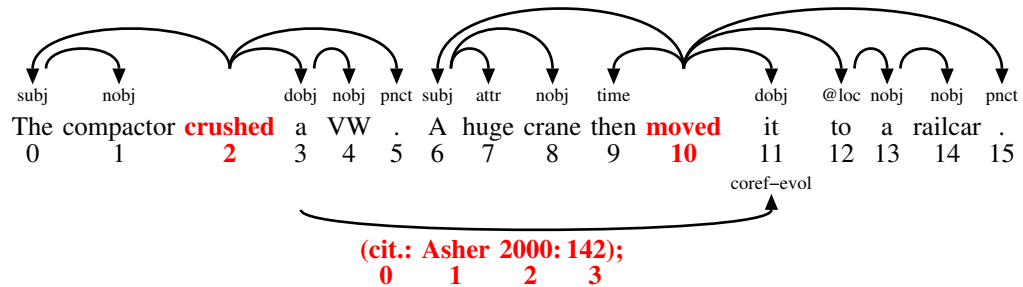 subj nobj dobj nobj pnct subj attr nobj time dobj @loc nobj nobj pnct
The compactor crushed a VW . A huge crane then moved it to a railcar .
0 1 2 3 4 5 6 7 8 9 10 11 12 13 14 15
coref−evol
(cit.: Asher 2000: 142);
0 1 2 3